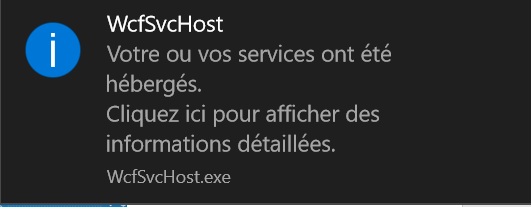 WcfSvcHost
Votre ou vos services ont été
hébergés.
Cliquez ici pour afficher des
informations détaillées.
WcfSvcHost.exe